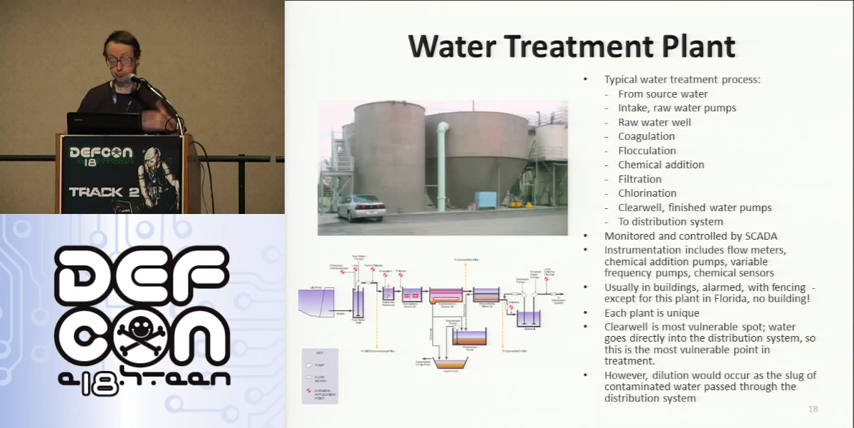 Water Treatment Plant
• Typical water treatment process:
- From source water
- Intake, raw water pumps
- Raw water well
- Coagulation
- Flocculation
- Chemical addition
- Filtration
- Chlorination
- Clearwell, finished water pumps
- To distribution system
• Monitored and controlled by SCADA
• Instrumentation includes flow meters,
chemical addition pumps, variable
frequency pumps, chemical sensors
• Usually in buildings, alarmed, with fencing -
except for this plant in Florida, no building!
• Each plant is unique
• Clearwell is most vulnerable spot; water
goes directly into the distribution system, so
this is the most vulnerable point in
treatment.
• However, dilution would occur as the slug of
contaminated water passed through the
distribution system
18
DEFCON
18
TRACK 2
DEF
CON
e18hteen